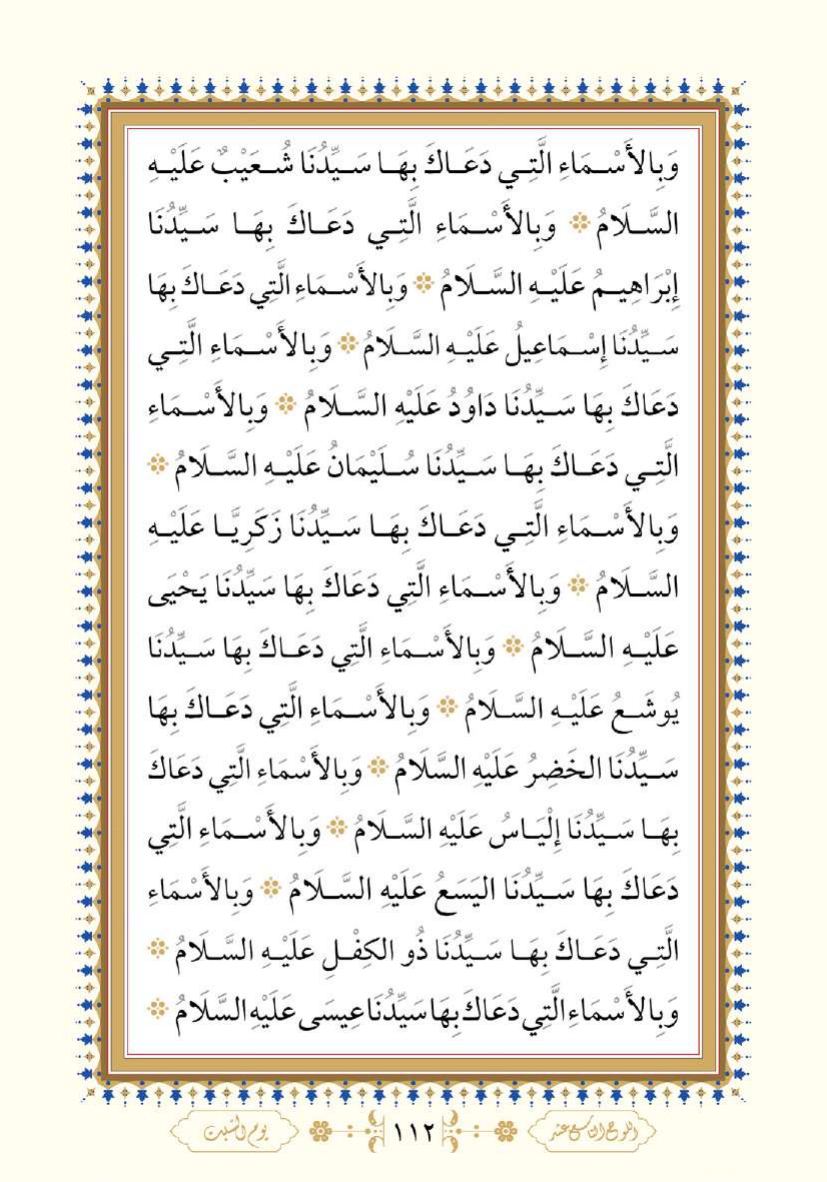 وَبِالأَسْمَاءِ الَّتِي دَعَاكَ بِهَا سَيِّدُنَا شُعَيْبٌ عَلَيْهِ
السَّلَامُ ۞ وَبِالأَسْمَاءِ الَّتِي دَعَاكَ بِهَا سَيِّدُنَا
إِبْرَاهِيمُ عَلَيْهِ السَّلَامُ ۞ وَبِالأَسْمَاءِ الَّتِي دَعَاكَ بِهَا
سَيِّدُنَا إِسْمَاعِيلُ عَلَيْهِ السَّلَامُ ۞ وَبِالأَسْمَاءِ الَّتِي
دَعَاكَ بِهَا سَيِّدُنَا دَاوُدُ عَلَيْهِ السَّلَامُ ۞ وَبِالأَسْمَاءِ
الَّتِي دَعَاكَ بِهَا سَيِّدُنَا سُلَيْمَانُ عَلَيْهِ السَّلَامُ ۞
وَبِالأَسْمَاءِ الَّتِي دَعَاكَ بِهَا سَيِّدُنَا زَكَرِيَّا عَلَيْهِ
السَّلَامُ ۞ وَبِالأَسْمَاءِ الَّتِي دَعَاكَ بِهَا سَيِّدُنَا يَحْيَى
عَلَيْهِ السَّلَامُ ۞ وَبِالأَسْمَاءِ الَّتِي دَعَاكَ بِهَا سَيِّدُنَا
يُوشَعُ عَلَيْهِ السَّلَامُ ۞ وَبِالأَسْمَاءِ الَّتِي دَعَاكَ بِهَا
سَيِّدُنَا الخَضِرُ عَلَيْهِ السَّلَامُ ۞ وَبِالأَسْمَاءِ الَّتِي دَعَاكَ
بِهَا سَيِّدُنَا إِلْيَاسُ عَلَيْهِ السَّلَامُ ۞ وَبِالأَسْمَاءِ الَّتِي
دَعَاكَ بِهَا سَيِّدُنَا اليَسَعُ عَلَيْهِ السَّلَامُ ۞ وَبِالأَسْمَاءِ
الَّتِي دَعَاكَ بِهَا سَيِّدُنَا ذُو الكِفْلِ عَلَيْهِ السَّلَامُ ۞
وَبِالأَسْمَاءِ الَّتِي دَعَاكَ بِهَا سَيِّدُنَا عِيسَى عَلَيْهِ السَّلَامُ ۞
اللوح التاسع عشر ١١٢ يوم السبت